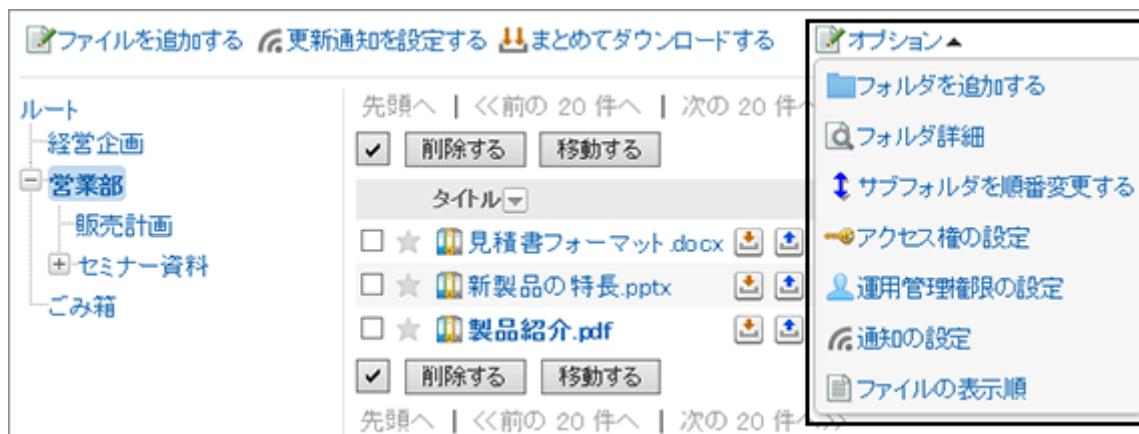 ファイルを追加する 更新通知を設定する まとめてダウンロードする オプション▲
ルート
経営企画
営業部
販売計画
セミナー資料
ごみ箱
先頭へ | <<前の 20 件へ | 次の 20 件へ
削除する 移動する
タイトル
見積書フォーマット.docx
新製品の特長.pptx
製品紹介.pdf
削除する 移動する
先頭へ | <<前の 20 件へ | 次の 20 件へ>>
フォルダを追加する
フォルダ詳細
サブフォルダを順番変更する
アクセス権の設定
運用管理権限の設定
通知の設定
ファイルの表示順